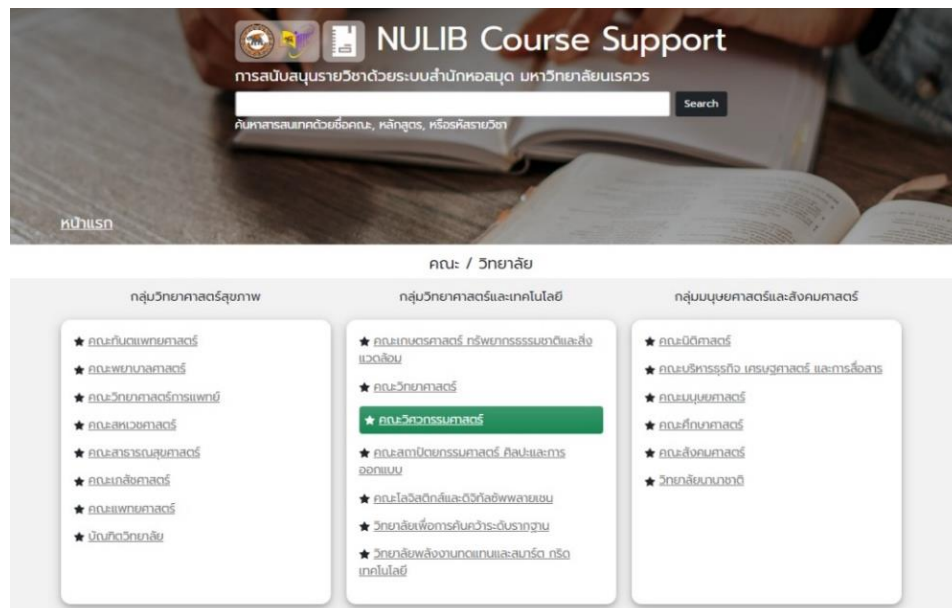 NULIB Course Support
การสนับสนุนรายวิชาด้วยระบบสำนักหอสมุด มหาวิทยาลัยนเรศวร
Search
ค้นหาสารสนเทศด้วยชื่อคณะ, หลักสูตร, หรือรหัสรายวิชา
หน้าแรก
คณะ / วิทยาลัย
กลุ่มวิทยาศาสตร์สุขภาพ
★ คณะทันตแพทยศาสตร์
★ คณะพยาบาลศาสตร์
★ คณะวิทยาศาสตร์การแพทย์
★ คณะสหเวชศาสตร์
★ คณะสาธารณสุขศาสตร์
★ คณะเภสัชศาสตร์
★ คณะแพทยศาสตร์
★ บัณฑิตวิทยาลัย
กลุ่มวิทยาศาสตร์และเทคโนโลยี
★ คณะเกษตรศาสตร์ ทรัพยากรธรรมชาติและสิ่ง
แวดล้อม
★ คณะวิทยาศาสตร์
★ คณะวิศวกรรมศาสตร์
★ คณะสถาปัตยกรรมศาสตร์ ศิลปะและการ
ออกแบบ
★ คณะโลจิสติกส์และดิจิทัลซัพพลายเชน
★ วิทยาลัยเพื่อการค้นคว้าระดับรากฐาน
★ วิทยาลัยพลังงานทดแทนและสมาร์ต กริด
เทคโนโลยี
กลุ่มมนุษยศาสตร์และสังคมศาสตร์
★ คณะนิติศาสตร์
★ คณะบริหารธุรกิจ เศรษฐศาสตร์ และการสื่อสาร
★ คณะมนุษยศาสตร์
★ คณะศึกษาศาสตร์
★ คณะสังคมศาสตร์
★ วิทยาลัยนานาชาติ